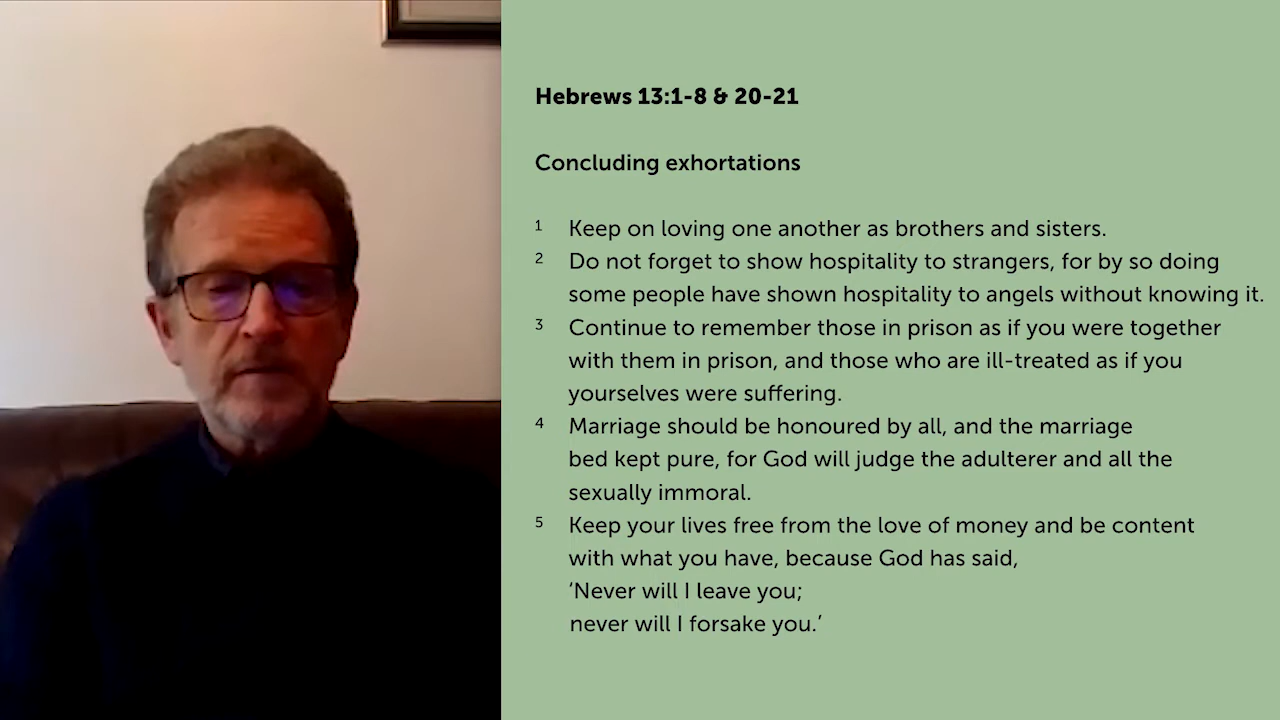 Hebrews 13:1-8 & 20-21
Concluding exhortations
1 Keep on loving one another as brothers and sisters.
2 Do not forget to show hospitality to strangers, for by so doing
some people have shown hospitality to angels without knowing it.
3 Continue to remember those in prison as if you were together
with them in prison, and those who are ill-treated as if you
yourselves were suffering.
4 Marriage should be honoured by all, and the marriage
bed kept pure, for God will judge the adulterer and all the
sexually immoral.
5 Keep your lives free from the love of money and be content
with what you have, because God has said,
‘Never will I leave you;
never will I forsake you.’